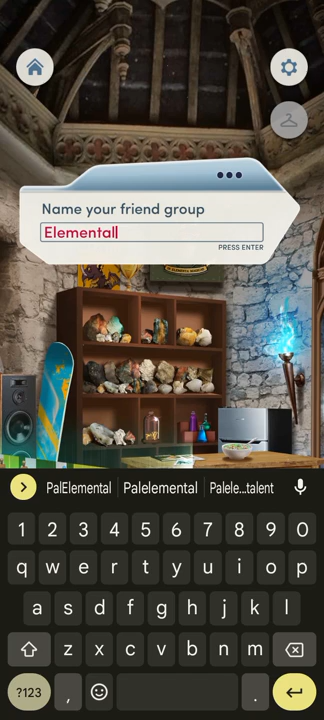 Name your friend group
Elemental
PRESS ENTER
PalElemental Palelemental Palele...talent
1 2 3 4 5 6 7 8 9 0
q w e r t y u i o p
a s d f g h j k l
z x c v b n m
?123 , .